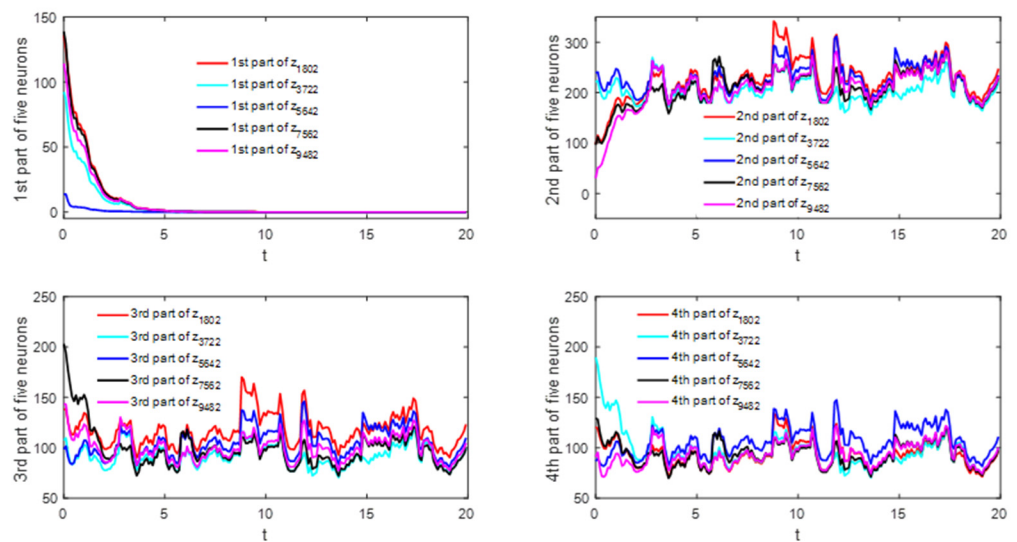 150
100
50
0
0 5 10 15 20
t
1st part of five neurons
1st part of z1802
1st part of z3722
1st part of z5642
1st part of z7562
1st part of z9482
300
200
100
0
0 5 10 15 20
t
2nd part of five neurons
2nd part of z1802
2nd part of z3722
2nd part of z5642
2nd part of z7562
2nd part of z9482
250
200
150
100
50
0 5 10 15 20
t
3rd part of five neurons
3rd part of z1802
3rd part of z3722
3rd part of z5642
3rd part of z7562
3rd part of z9482
250
200
150
100
50
0 5 10 15 20
t
4th part of five neurons
4th part of z1802
4th part of z3722
4th part of z5642
4th part of z7562
4th part of z9482